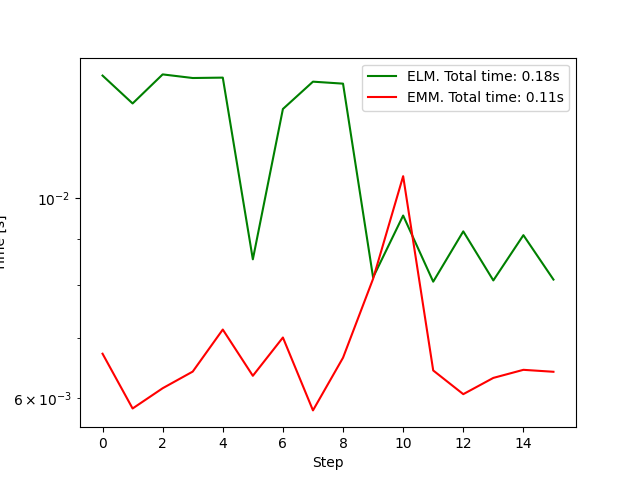 ELM. Total time: 0.18s
EMM. Total time: 0.11s
10⁻²
6 × 10⁻³
Time [s]
0 2 4 6 8 10 12 14
Step